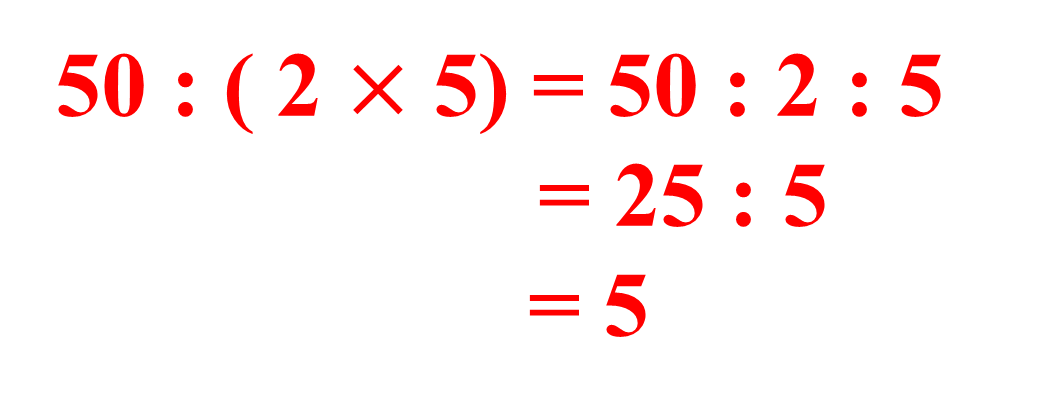 50 : ( 2 × 5) = 50 : 2 : 5
= 25 : 5
= 5